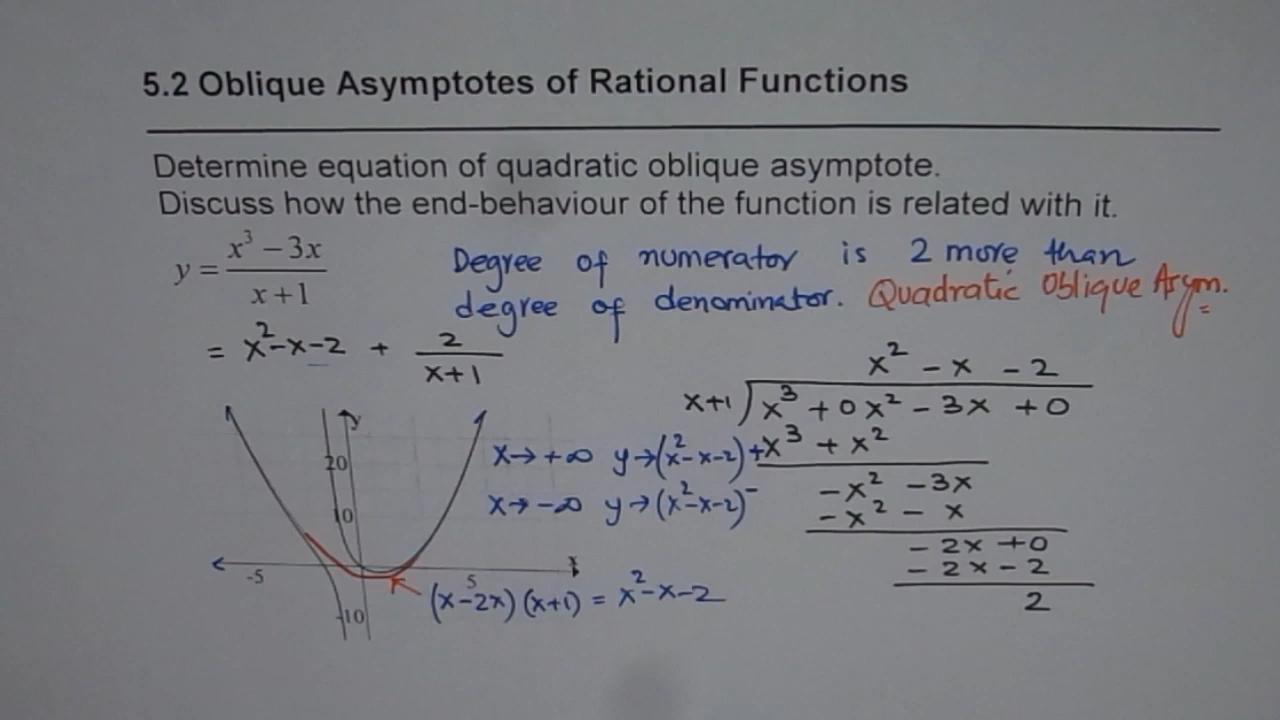 5.2 Oblique Asymptotes of Rational Functions
Determine equation of quadratic oblique asymptote.
Discuss how the end-behaviour of the function is related with it.
y = (x³ − 3x)/(x + 1)
Degree of numerator is 2 more than
degree of denominator. Quadratic Oblique Asym.
= x² − x − 2 + 2/(x+1)
x² − x − 2
x+1 ) x³ + 0x² − 3x + 0
x³ + x²
− x² − 3x
− x² − x
− 2x + 0
− 2x − 2
2
y
20
10
-5
5
x
-10
x → +∞ y → (x² − x − 2)+
x → −∞ y → (x² − x − 2)⁻
(x − 2x)(x+1) = x² − x − 2